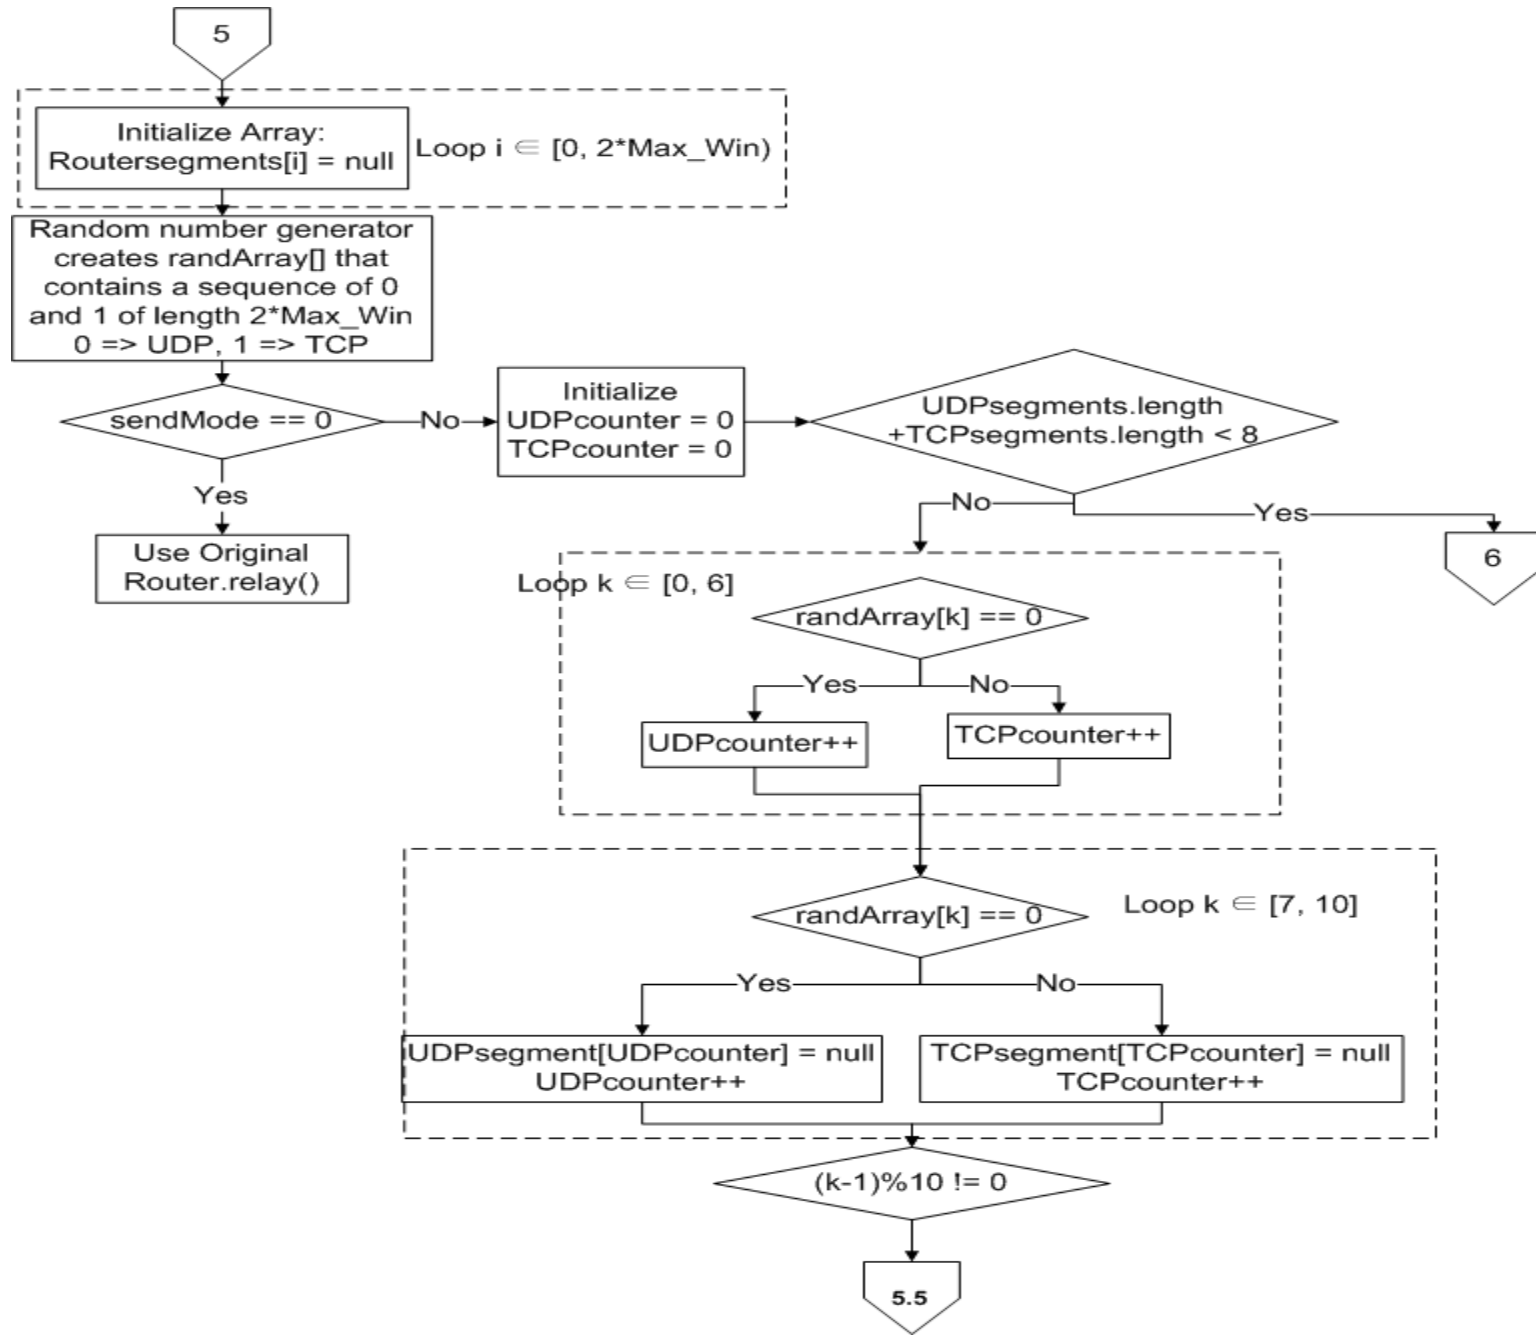 5
Initialize Array:
Routersegments[i] = null
Loop i ∈ [0, 2*Max_Win)
Random number generator
creates randArray[] that
contains a sequence of 0
and 1 of length 2*Max_Win
0 => UDP, 1 => TCP
sendMode == 0
No
Initialize
UDPcounter = 0
TCPcounter = 0
UDPsegments.length
+TCPsegments.length < 8
Yes
Use Original
Router.relay()
No
Yes
6
Loop k ∈ [0, 6]
randArray[k] == 0
Yes
No
UDPcounter++
TCPcounter++
randArray[k] == 0
Loop k ∈ [7, 10]
Yes
No
UDPsegment[UDPcounter] = null
UDPcounter++
TCPsegment[TCPcounter] = null
TCPcounter++
(k-1)%10 != 0
5.5